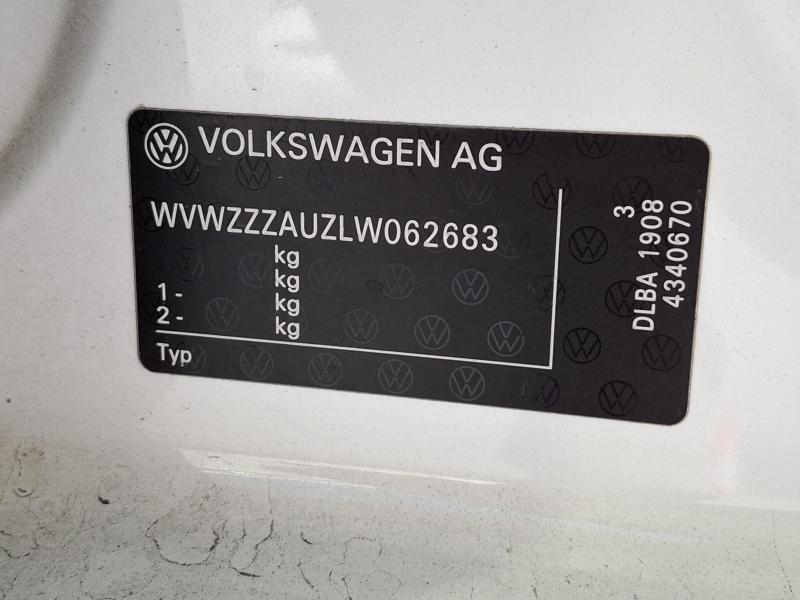 VOLKSWAGEN AG
WVWZZZAUZLW062683
kg
kg
1 - kg
2 - kg
Typ
3
DLBA 1908
4340670